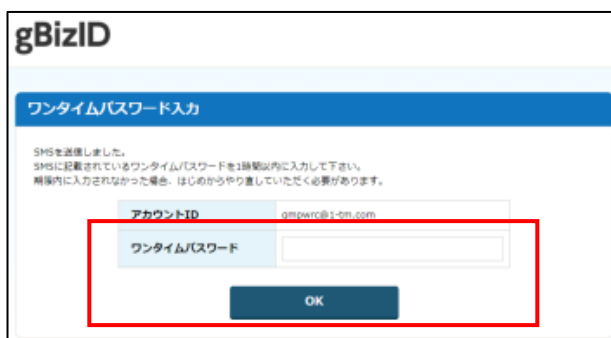 gBizID
ワンタイムパスワード入力
SMSを送信しました。
SMSに記載されているワンタイムパスワードを1時間以内に入力して下さい。
期限内に入力されなかった場合、はじめからやり直していただく必要があります。
アカウントID
qmpwrc@1-tm.com
ワンタイムパスワード
OK